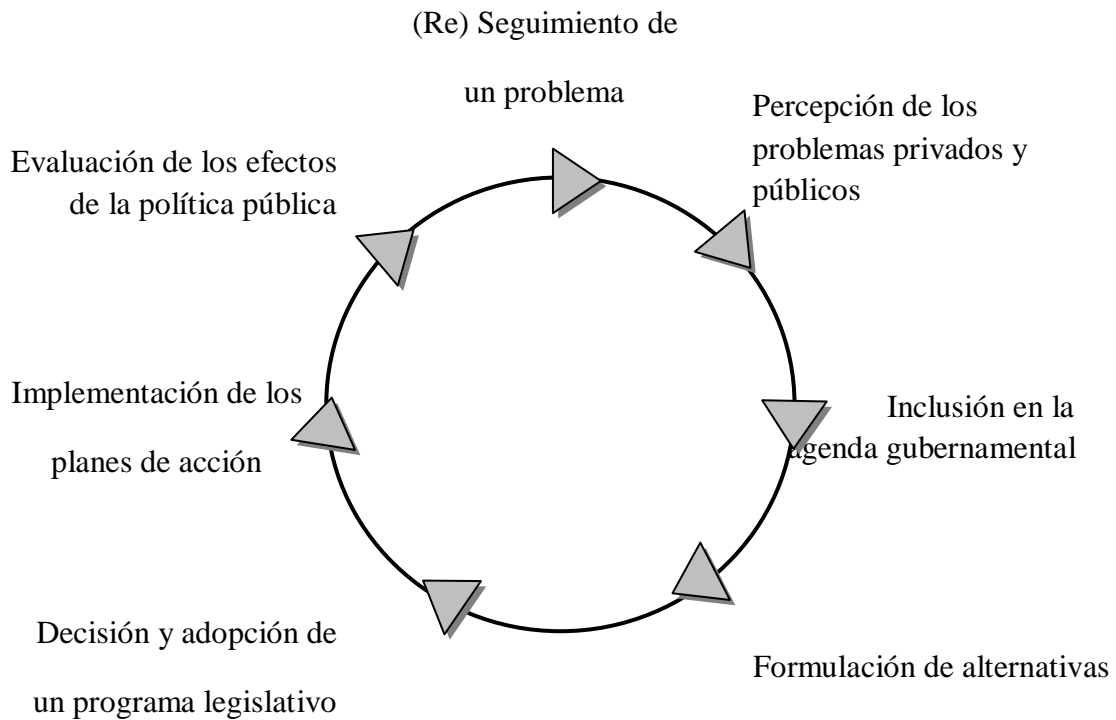 (Re) Seguimiento de
un problema
Percepción de los
problemas privados y
públicos
Inclusión en la
agenda gubernamental
Formulación de alternativas
Decisión y adopción de
un programa legislativo
Implementación de los
planes de acción
Evaluación de los efectos
de la política pública